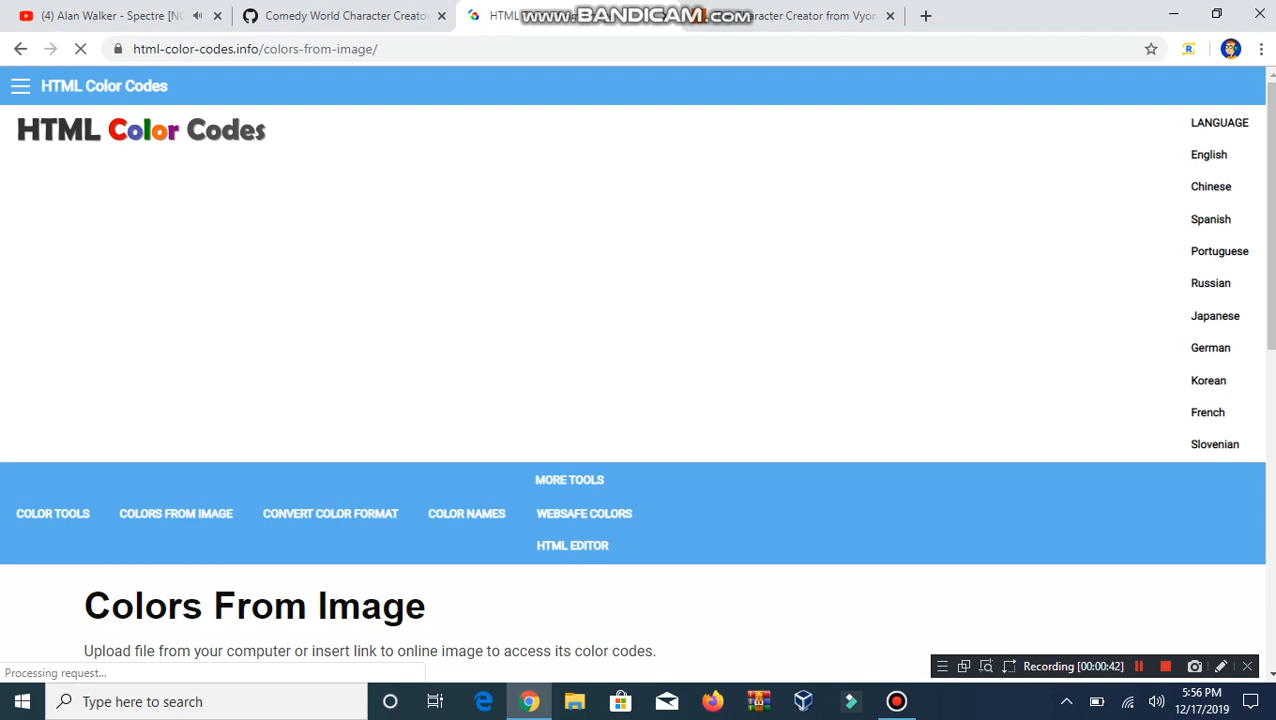 (4) Alan Walker - Spectre [N
Comedy World Character Creato
HTML
www.BANDICAM.COM
haracter Creator from Vyon
html-color-codes.info/colors-from-image/
HTML Color Codes
HTML Color Codes
LANGUAGE
English
Chinese
Spanish
Portuguese
Russian
Japanese
German
Korean
French
Slovenian
MORE TOOLS
COLOR TOOLS COLORS FROM IMAGE CONVERT COLOR FORMAT COLOR NAMES WEBSAFE COLORS
HTML EDITOR
Colors From Image
Upload file from your computer or insert link to online image to access its color codes.
Processing request...
Recording [00:00:42]
Type here to search
5:56 PM
12/17/2019